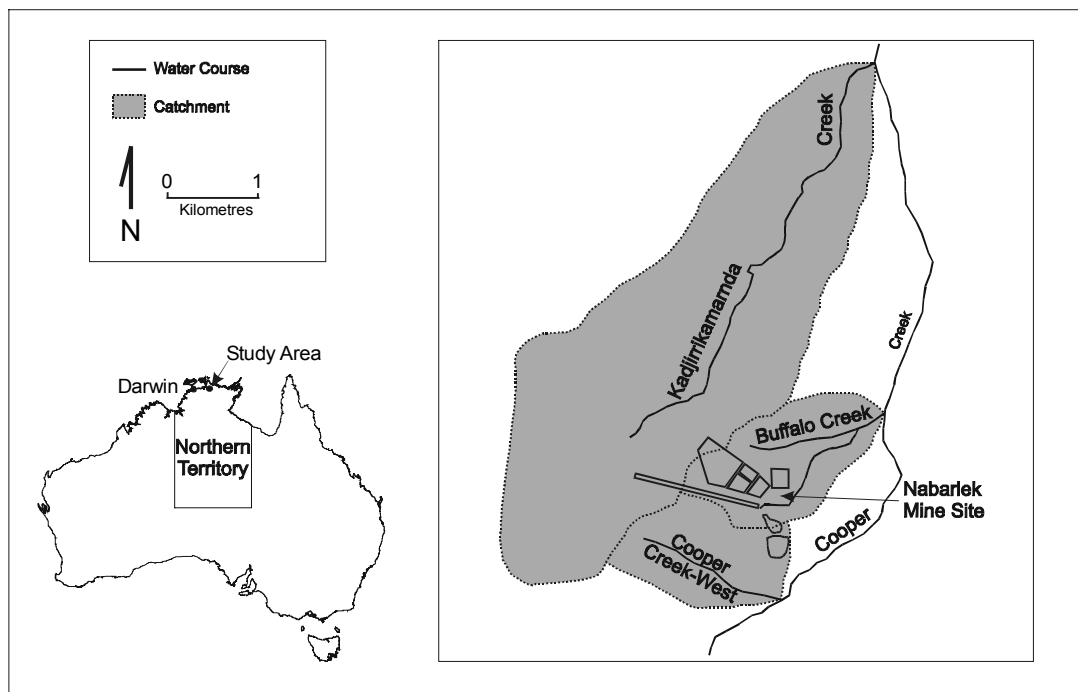 Water Course
Catchment
0 1
Kilometres
N
Study Area
Darwin
Northern
Territory
Creek
Kadjirrikamarnda
Creek
Buffalo Creek
Nabarlek
Mine Site
Cooper
Cooper
Creek-West